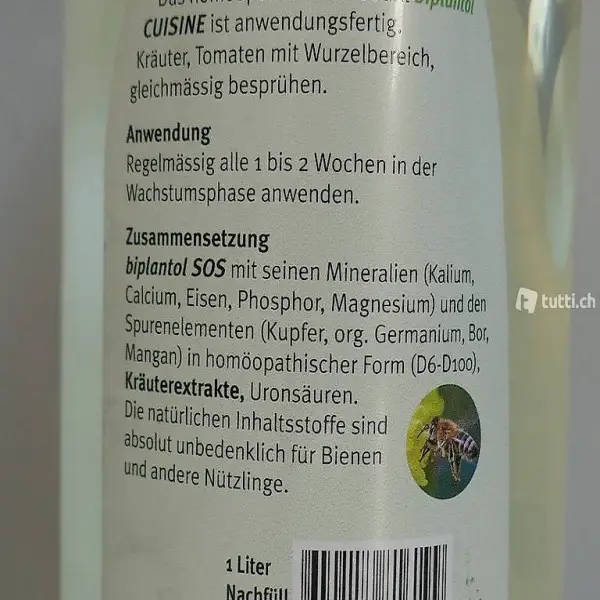 biplantol
CUISINE ist anwendungsfertig.
Kräuter, Tomaten mit Wurzelbereich,
gleichmässig besprühen.
Anwendung
Regelmässig alle 1 bis 2 Wochen in der
Wachstumsphase anwenden.
Zusammensetzung
biplantol SOS mit seinen Mineralien (Kalium,
Calcium, Eisen, Phosphor, Magnesium) und den
Spurenelementen (Kupfer, org. Germanium, Bor,
Mangan) in homöopathischer Form (D6-D100),
Kräuterextrakte, Uronsäuren.
Die natürlichen Inhaltsstoffe sind
absolut unbedenklich für Bienen
und andere Nützlinge.
1 Liter
Nachfüll
tutti.ch